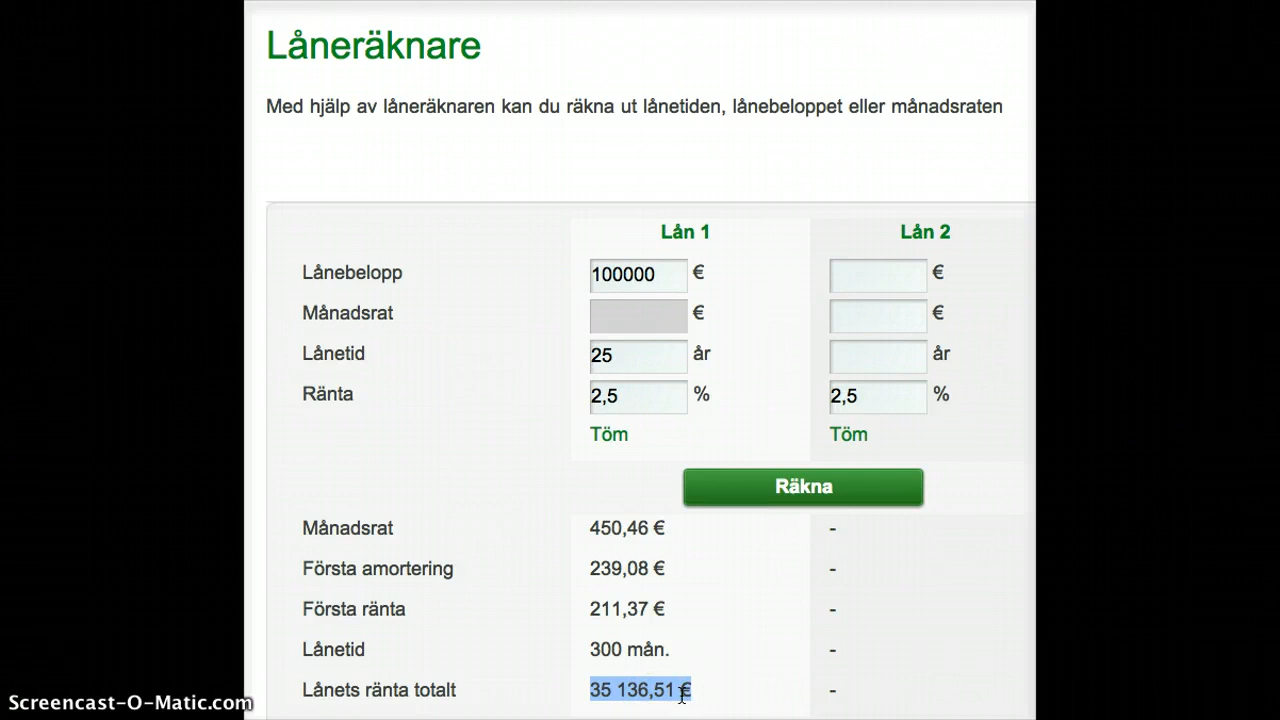 Låneräknare
Med hjälp av låneräknaren kan du räkna ut lånetiden, lånebeloppet eller månadsraten
Lån 1 Lån 2
Lånebelopp 100000 € €
Månadsrat € €
Lånetid 25 år år
Ränta 2,5 % 2,5 %
Töm Töm
Räkna
Månadsrat 450,46 € -
Första amortering 239,08 € -
Första ränta 211,37 € -
Lånetid 300 mån. -
Lånets ränta totalt 35 136,51 € -
Screencast-O-Matic.com